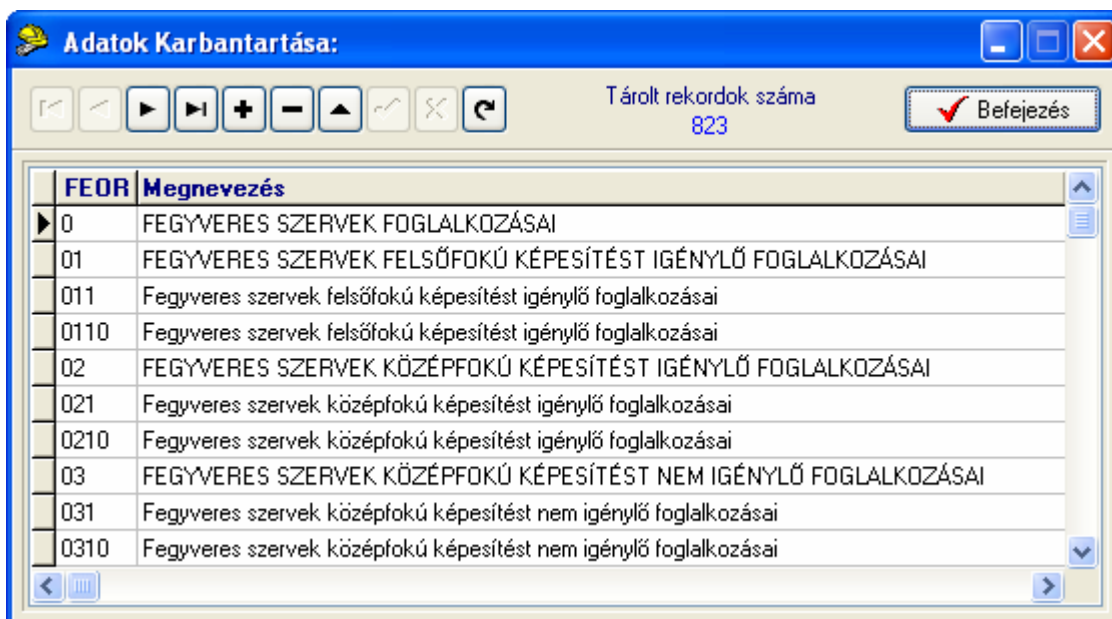 Adatok Karbantartása:
Tárolt rekordok száma
823
Befejezés
FEOR Megnevezés
0 FEGYVERES SZERVEK FOGLALKOZÁSAI
01 FEGYVERES SZERVEK FELSŐFOKÚ KÉPESÍTÉST IGÉNYLŐ FOGLALKOZÁSAI
011 Fegyveres szervek felsőfokú képesítést igénylő foglalkozásai
0110 Fegyveres szervek felsőfokú képesítést igénylő foglalkozásai
02 FEGYVERES SZERVEK KÖZÉPFOKÚ KÉPESÍTÉST IGÉNYLŐ FOGLALKOZÁSAI
021 Fegyveres szervek középfokú képesítést igénylő foglalkozásai
0210 Fegyveres szervek középfokú képesítést igénylő foglalkozásai
03 FEGYVERES SZERVEK KÖZÉPFOKÚ KÉPESÍTÉST NEM IGÉNYLŐ FOGLALKOZÁSAI
031 Fegyveres szervek középfokú képesítést nem igénylő foglalkozásai
0310 Fegyveres szervek középfokú képesítést nem igénylő foglalkozásai